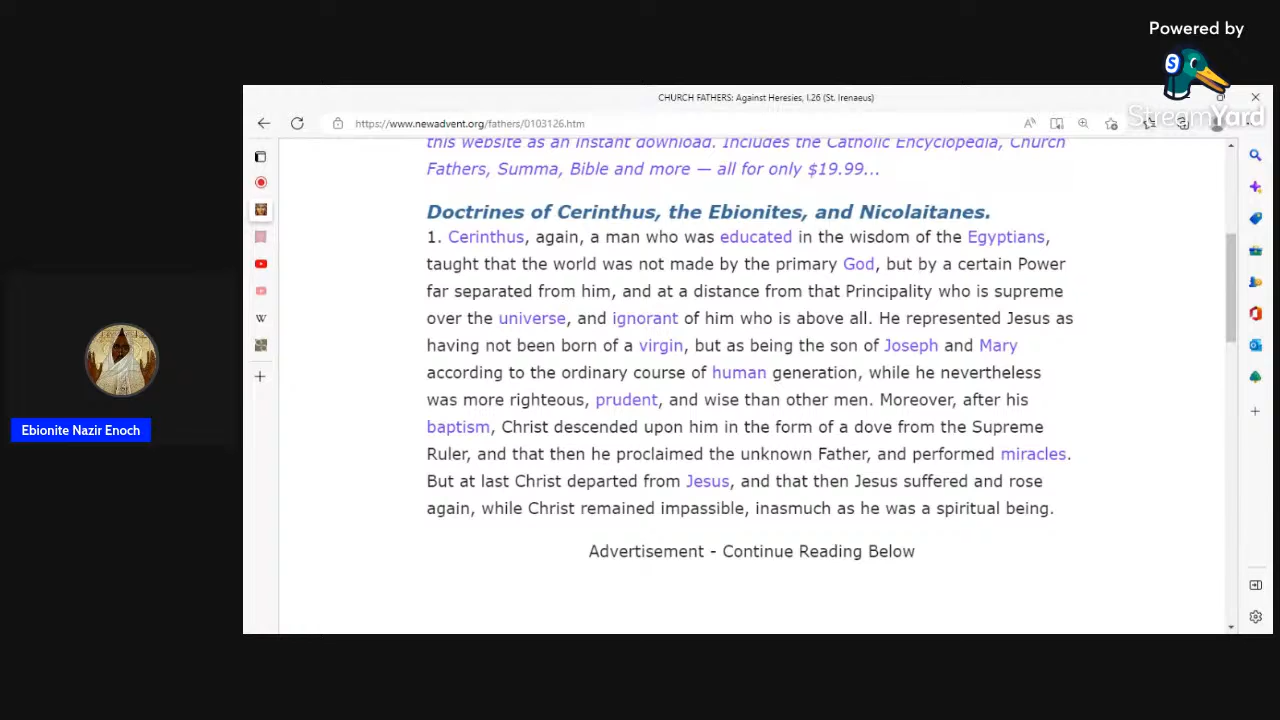 Powered by
StreamYard
CHURCH FATHERS: Against Heresies, I.26 (St. Irenaeus)
https://www.newadvent.org/fathers/0103126.htm
this website as an instant download. Includes the Catholic Encyclopedia, Church
Fathers, Summa, Bible and more — all for only $19.99...
Doctrines of Cerinthus, the Ebionites, and Nicolaitanes.
1. Cerinthus, again, a man who was educated in the wisdom of the Egyptians,
taught that the world was not made by the primary God, but by a certain Power
far separated from him, and at a distance from that Principality who is supreme
over the universe, and ignorant of him who is above all. He represented Jesus as
having not been born of a virgin, but as being the son of Joseph and Mary
according to the ordinary course of human generation, while he nevertheless
was more righteous, prudent, and wise than other men. Moreover, after his
baptism, Christ descended upon him in the form of a dove from the Supreme
Ruler, and that then he proclaimed the unknown Father, and performed miracles.
But at last Christ departed from Jesus, and that then Jesus suffered and rose
again, while Christ remained impassible, inasmuch as he was a spiritual being.
Advertisement - Continue Reading Below
Ebionite Nazir Enoch